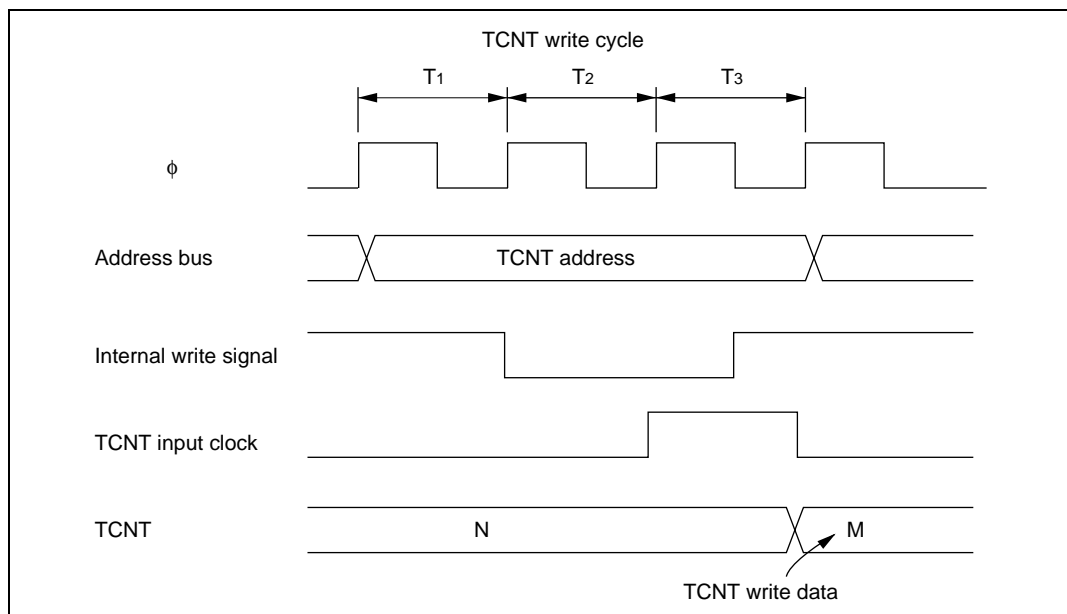 TCNT write cycle
T1 T2 T3
ϕ
Address bus TCNT address
Internal write signal
TCNT input clock
TCNT N M
TCNT write data